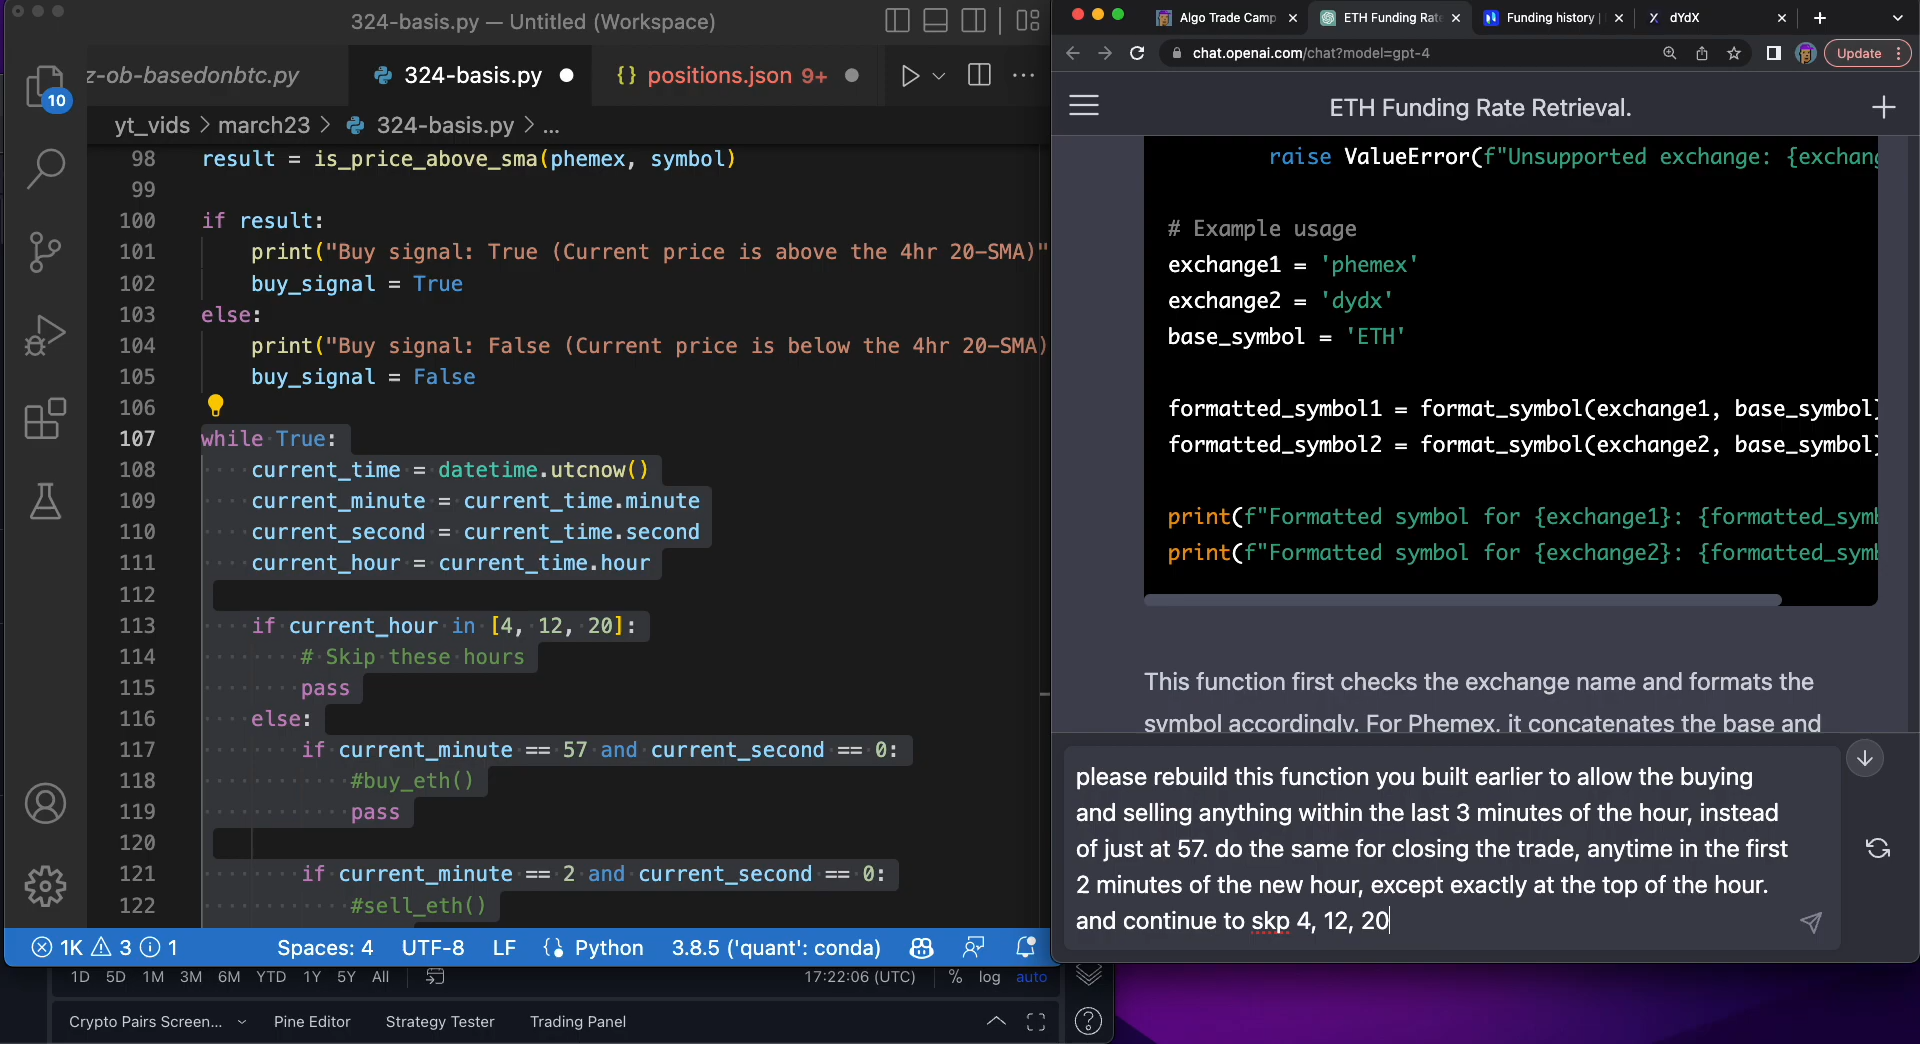 324-basis.py — Untitled (Workspace)
z-ob-basedonbtc.py
324-basis.py
{} positions.json 9+
10
yt_vids > march23 > 324-basis.py > ...
98 result = is_price_above_sma(phemex, symbol)
99
100 if result:
101 print("Buy signal: True (Current price is above the 4hr 20-SMA)"
102 buy_signal = True
103 else:
104 print("Buy signal: False (Current price is below the 4hr 20-SMA)
105 buy_signal = False
106
107 while True:
108 current_time = datetime.utcnow()
109 current_minute = current_time.minute
110 current_second = current_time.second
111 current_hour = current_time.hour
112
113 if current_hour in [4, 12, 20]:
114 # Skip these hours
115 pass
116 else:
117 if current_minute == 57 and current_second == 0:
118 #buy_eth()
119 pass
120
121 if current_minute == 2 and current_second == 0:
122 #sell_eth()
1K 3 1 Spaces: 4 UTF-8 LF Python 3.8.5 ('quant': conda)
1D 5D 1M 3M 6M YTD 1Y 5Y All 17:22:06 (UTC) % log auto
Crypto Pairs Screen... Pine Editor Strategy Tester Trading Panel
Algo Trade Camp
ETH Funding Rate
Funding history |
dYdX
chat.openai.com/chat?model=gpt-4
Update
ETH Funding Rate Retrieval.
raise ValueError(f"Unsupported exchange: {exchang
# Example usage
exchange1 = 'phemex'
exchange2 = 'dydx'
base_symbol = 'ETH'
formatted_symbol1 = format_symbol(exchange1, base_symbol)
formatted_symbol2 = format_symbol(exchange2, base_symbol)
print(f"Formatted symbol for {exchange1}: {formatted_symb
print(f"Formatted symbol for {exchange2}: {formatted_symb
This function first checks the exchange name and formats the
symbol accordingly. For Phemex, it concatenates the base and
please rebuild this function you built earlier to allow the buying
and selling anything within the last 3 minutes of the hour, instead
of just at 57. do the same for closing the trade, anytime in the first
2 minutes of the new hour, except exactly at the top of the hour.
and continue to skp 4, 12, 20